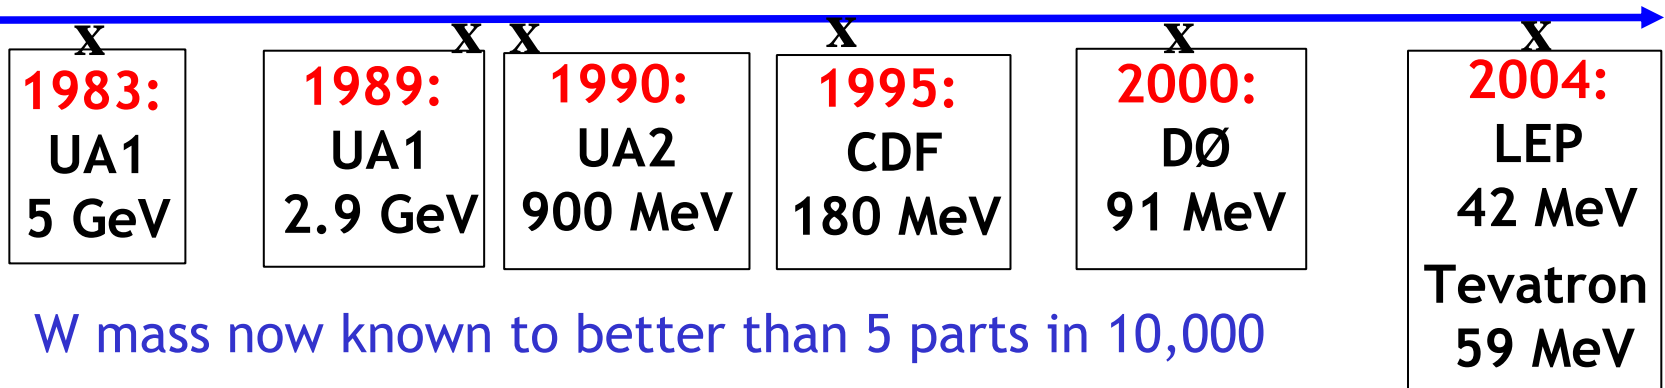 x x x x x x
1983:
UA1
5 GeV
1989:
UA1
2.9 GeV
1990:
UA2
900 MeV
1995:
CDF
180 MeV
2000:
DØ
91 MeV
2004:
LEP
42 MeV
Tevatron
59 MeV
W mass now known to better than 5 parts in 10,000